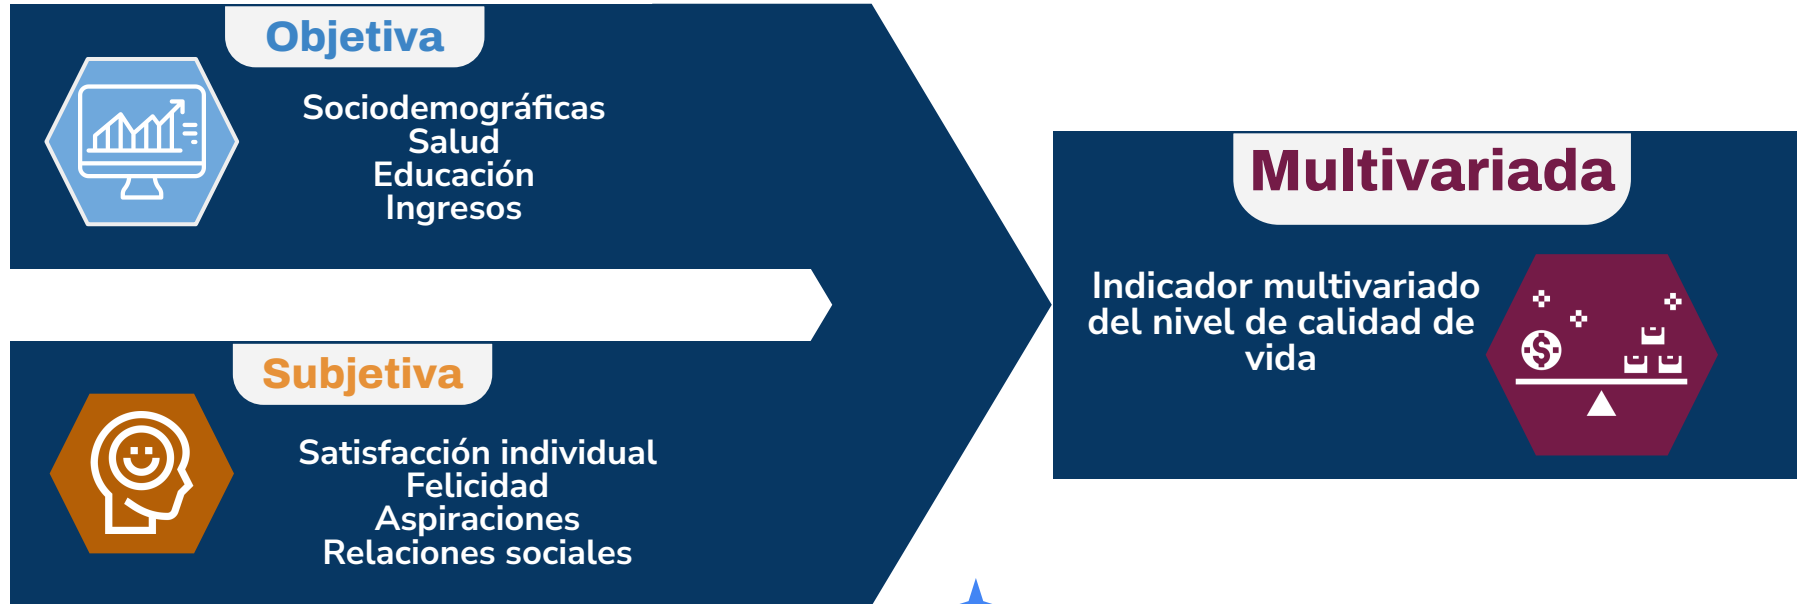 Objetiva
Sociodemográficas
Salud
Educación
Ingresos
Subjetiva
Satisfacción individual
Felicidad
Aspiraciones
Relaciones sociales
Multivariada
Indicador multivariado
del nivel de calidad de
vida